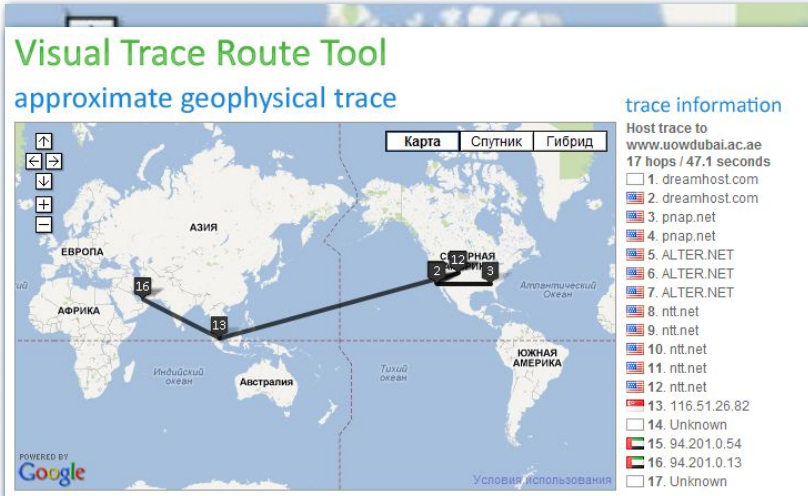 Visual Trace Route Tool
approximate geophysical trace
Карта Спутник Гибрид
АЗИЯ
ЕВРОПА
АФРИКА
16
13
2
12
3
Атлантический
Океан
Индийский
океан
Австралия
Тихий
океан
ЮЖНАЯ
АМЕРИКА
POWERED BY
Google
Условия использования
trace information
Host trace to
www.uowdubai.ac.ae
17 hops / 47.1 seconds
1. dreamhost.com
2. dreamhost.com
3. pnap.net
4. pnap.net
5. ALTER.NET
6. ALTER.NET
7. ALTER.NET
8. ntt.net
9. ntt.net
10. ntt.net
11. ntt.net
12. ntt.net
13. 116.51.26.82
14. Unknown
15. 94.201.0.54
16. 94.201.0.13
17. Unknown